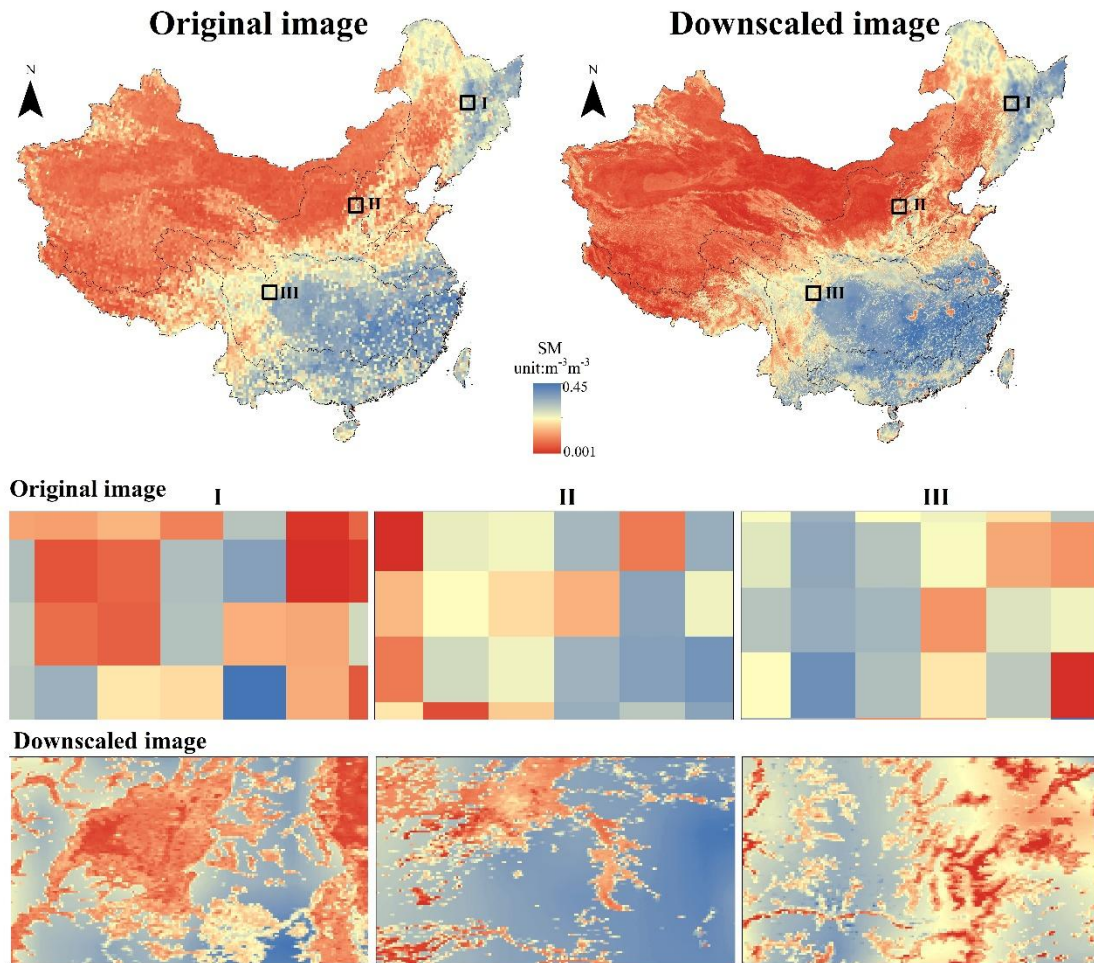 Original image
Downscaled image
N
N
I
I
II
II
III
III
SM
unit:m⁻³m⁻³
0.45
0.001
Original image
I
II
III
Downscaled image